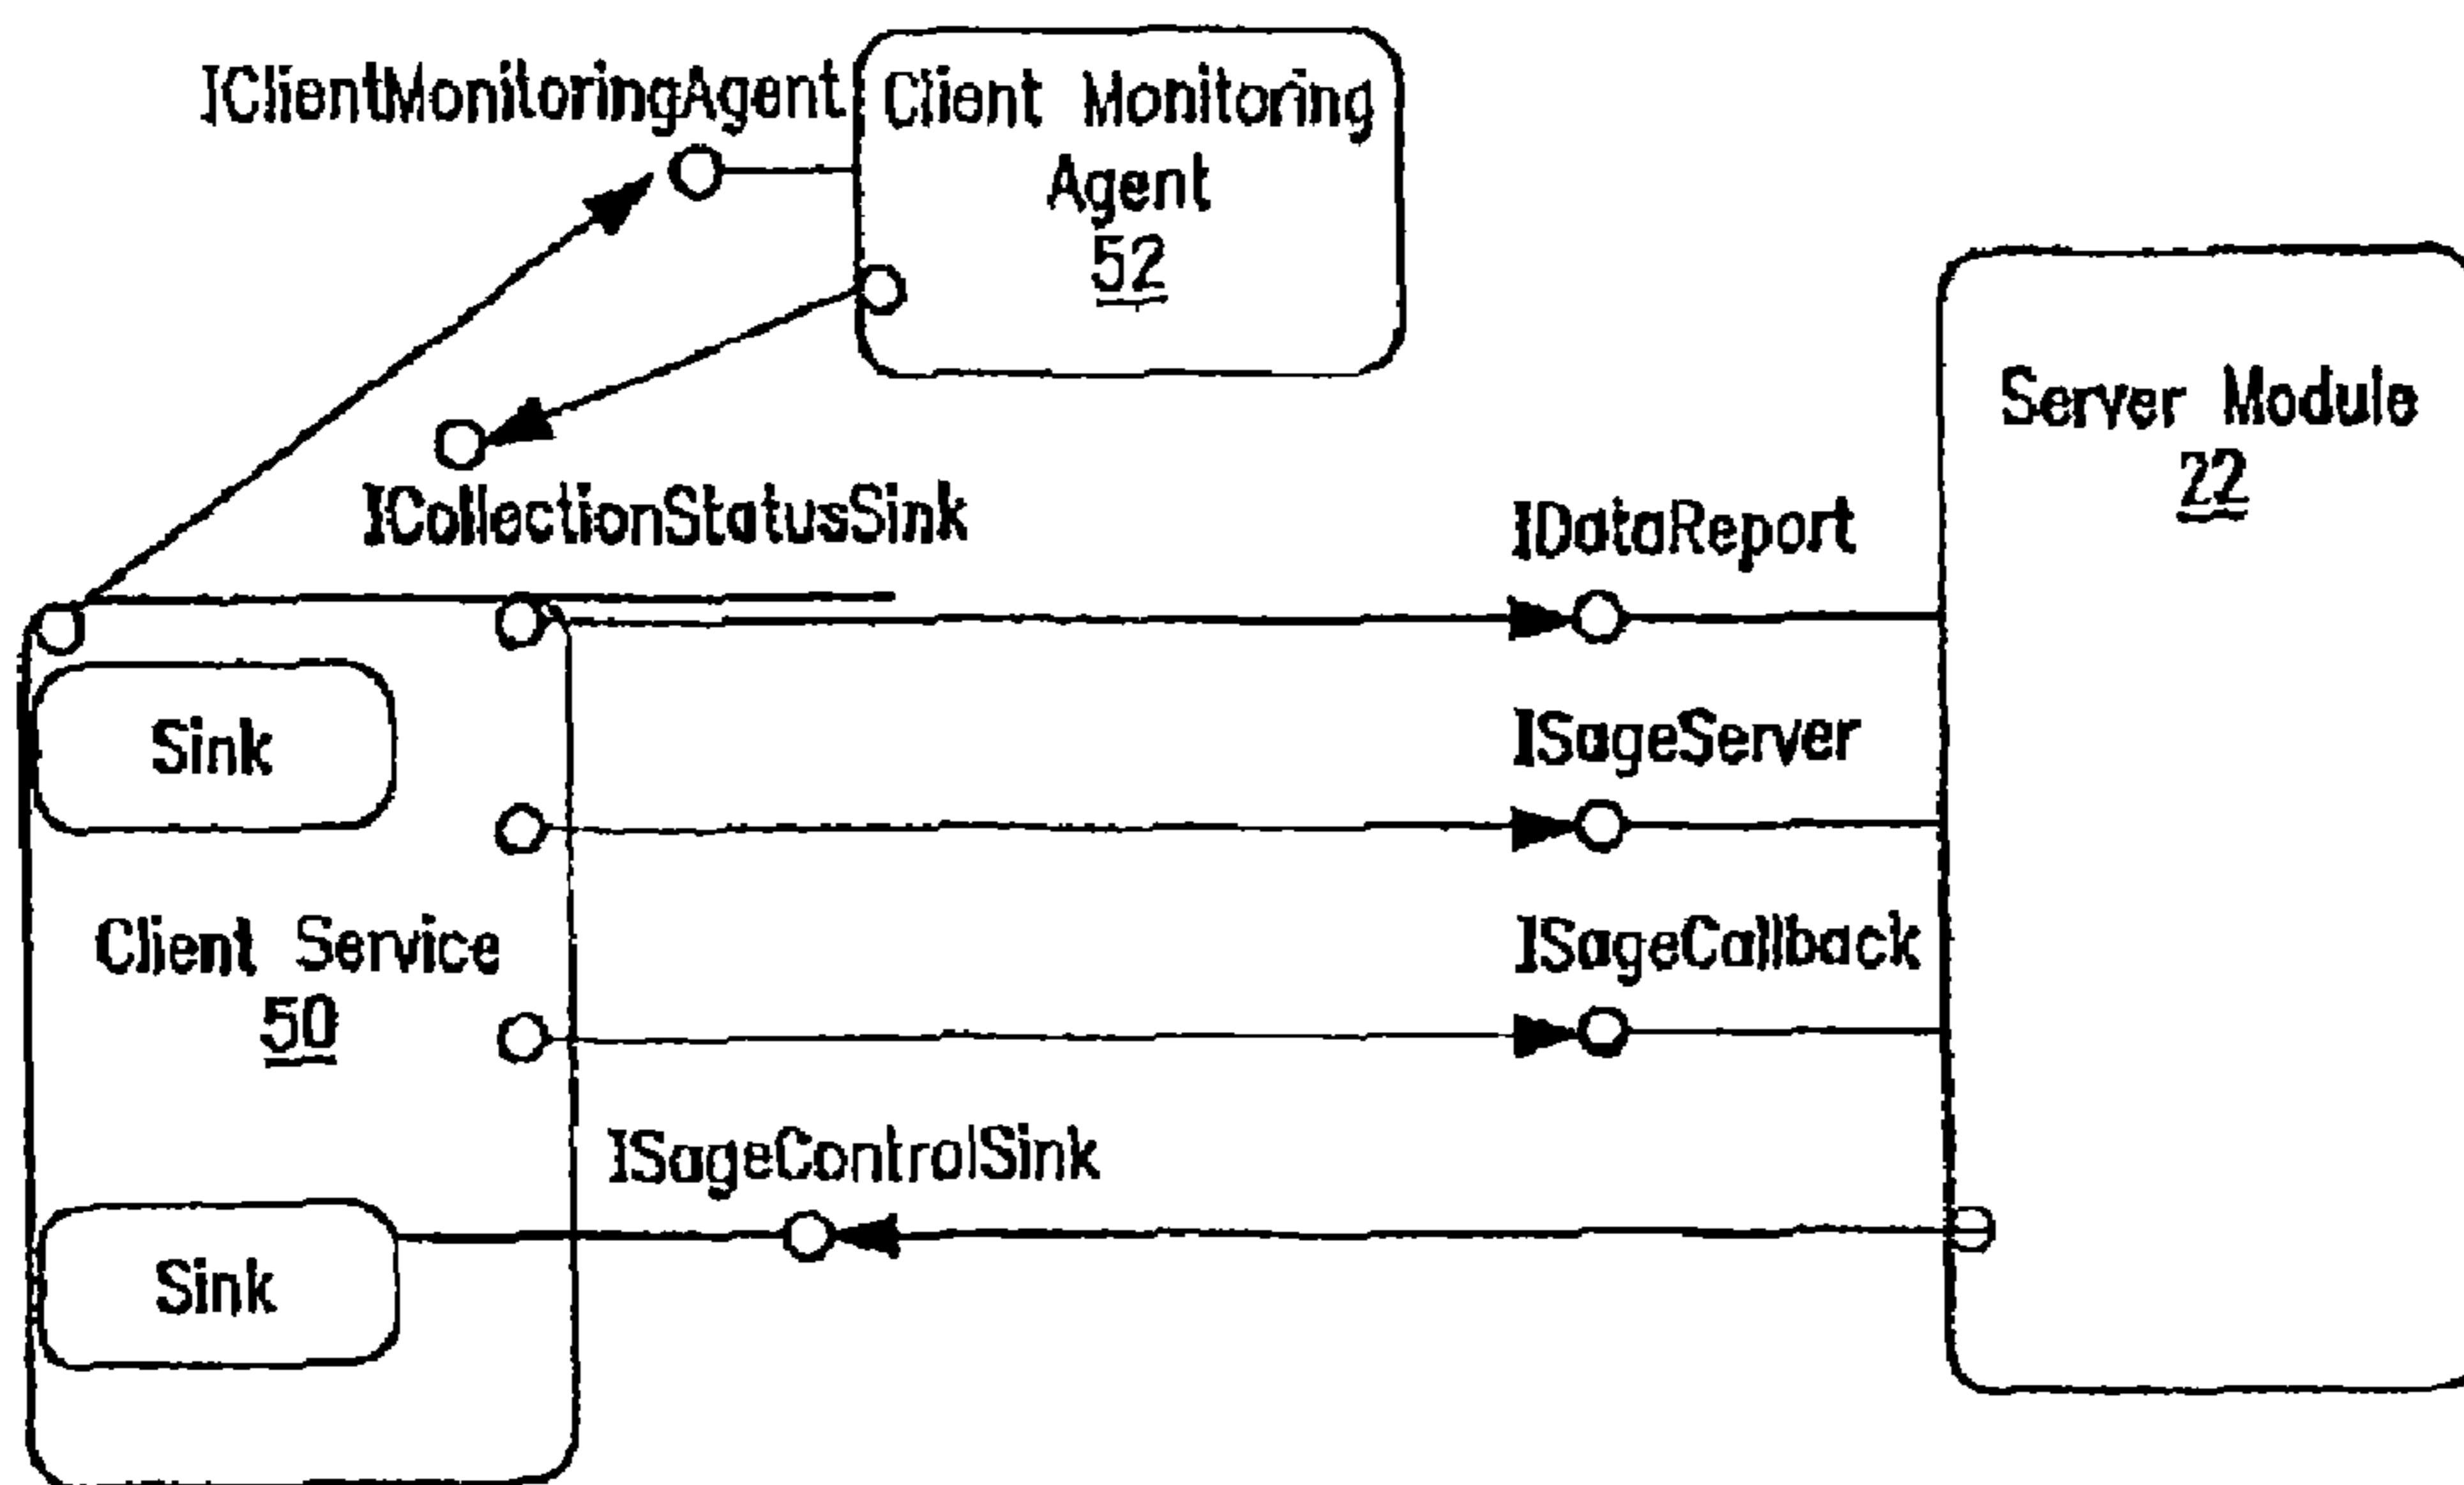 IClientMonitoringAgent
Client Monitoring
Agent
52
Server Module
22
ICollectionStatusSink
IDataReport
Sink
ISageServer
Client Service
50
ISageCallback
ISageControlSink
Sink